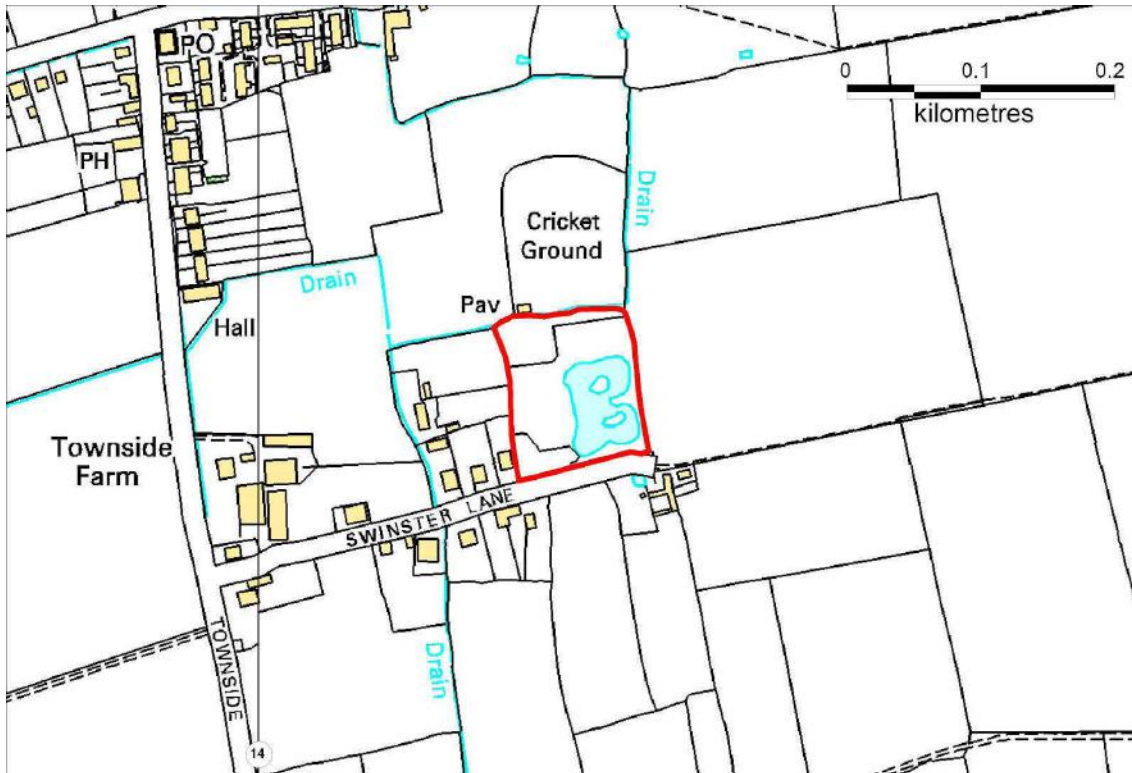 PO
0 0.1 0.2
kilometres
PH
Drain
Cricket
Ground
Drain
Pav
Hall
Townside
Farm
SWINSTER LANE
TOWNSIDE
Drain
14